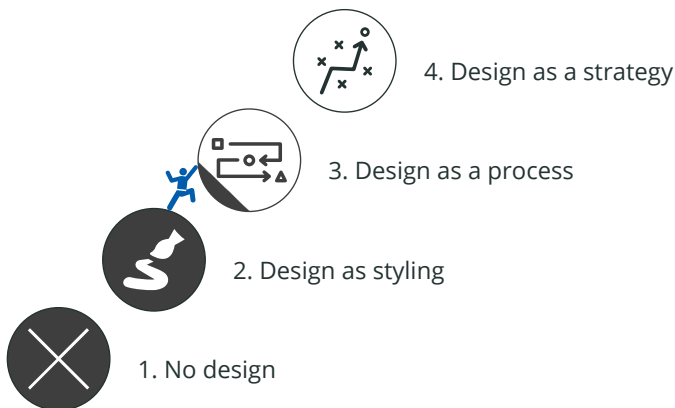 4. Design as a strategy
3. Design as a process
2. Design as styling
1. No design